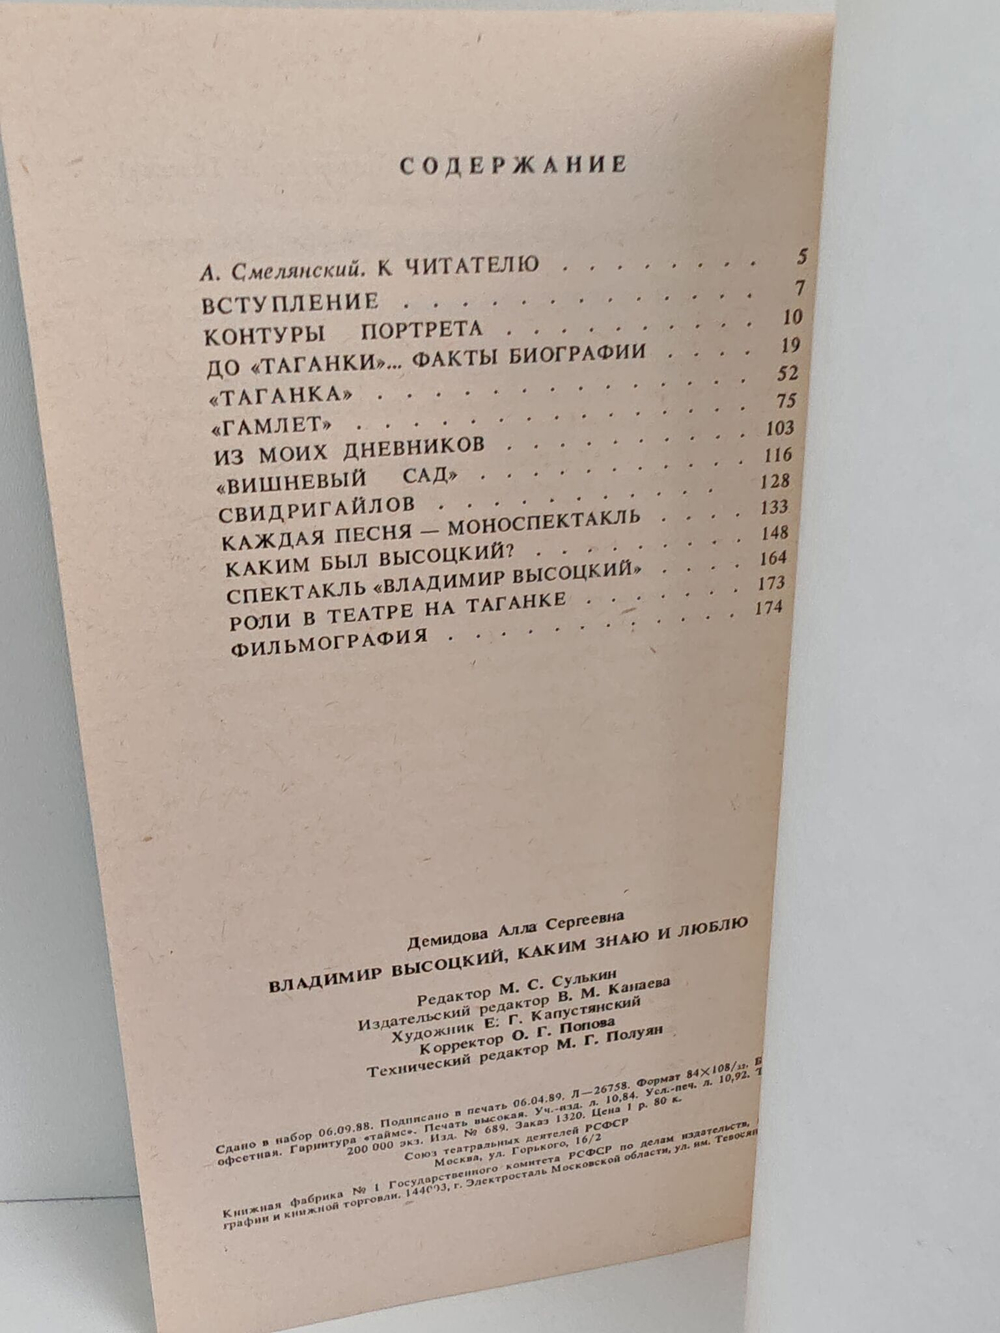 СОДЕРЖАНИЕ
А. Смелянский. К ЧИТАТЕЛЮ . . . . . . . . 5
ВСТУПЛЕНИЕ . . . . . . . . . . . . . 7
КОНТУРЫ ПОРТРЕТА . . . . . . . . . 10
ДО «ТАГАНКИ»... ФАКТЫ БИОГРАФИИ . . . . 19
«ТАГАНКА» . . . . . . . . . . . . . 52
«ГАМЛЕТ» . . . . . . . . . . . . . 75
ИЗ МОИХ ДНЕВНИКОВ . . . . . . . . . 103
«ВИШНЕВЫЙ САД» . . . . . . . . . . 116
СВИДРИГАЙЛОВ . . . . . . . . . . . 128
КАЖДАЯ ПЕСНЯ — МОНОСПЕКТАКЛЬ . . . . 133
КАКИМ БЫЛ ВЫСОЦКИЙ? . . . . . . . . 148
СПЕКТАКЛЬ «ВЛАДИМИР ВЫСОЦКИЙ» . . . . 164
РОЛИ В ТЕАТРЕ НА ТАГАНКЕ . . . . . . 173
ФИЛЬМОГРАФИЯ . . . . . . . . . . . 174
Демидова Алла Сергеевна
ВЛАДИМИР ВЫСОЦКИЙ, КАКИМ ЗНАЮ И ЛЮБЛЮ
Редактор М. С. Сулькин
Издательский редактор В. М. Канаева
Художник Е. Г. Капустянский
Корректор О. Г. Попова
Технический редактор М. Г. Полуян
Сдано в набор 06.09.88. Подписано в печать 06.04.89. Л—26758. Формат 84×108/32.
офсетная. Гарнитура «таймс». Печать высокая. Уч.-изд. л. 10,84. Усл.-печ. л. 10,92.
200 000 экз. Изд. № 689. Заказ 1320. Цена 1 р. 80 к.
Союз театральных деятелей РСФСР
Москва, ул. Горького, 16/2
Книжная фабрика № 1 Государственного комитета РСФСР по делам издательств,
графии и книжной торговли. 144003, г. Электросталь Московской области, ул. им. Тевосян